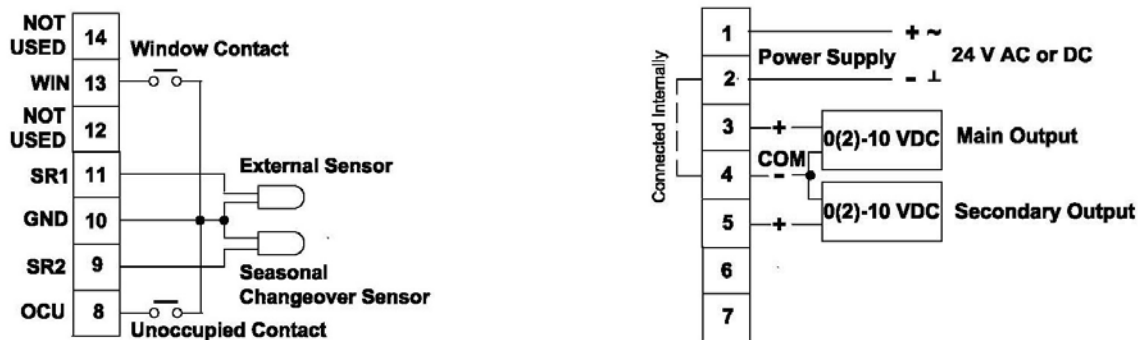 NOT
USED
14
Window Contact
WIN
13
NOT
USED
12
SR1
11
External Sensor
GND
10
SR2
9
Seasonal
Changeover Sensor
OCU
8
Unoccupied Contact
1
+ ~
Power Supply
24 V AC or DC
2
- ⊥
Connected Internally
3
+
0(2)-10 VDC
Main Output
COM
4
-
5
+
0(2)-10 VDC
Secondary Output
6
7